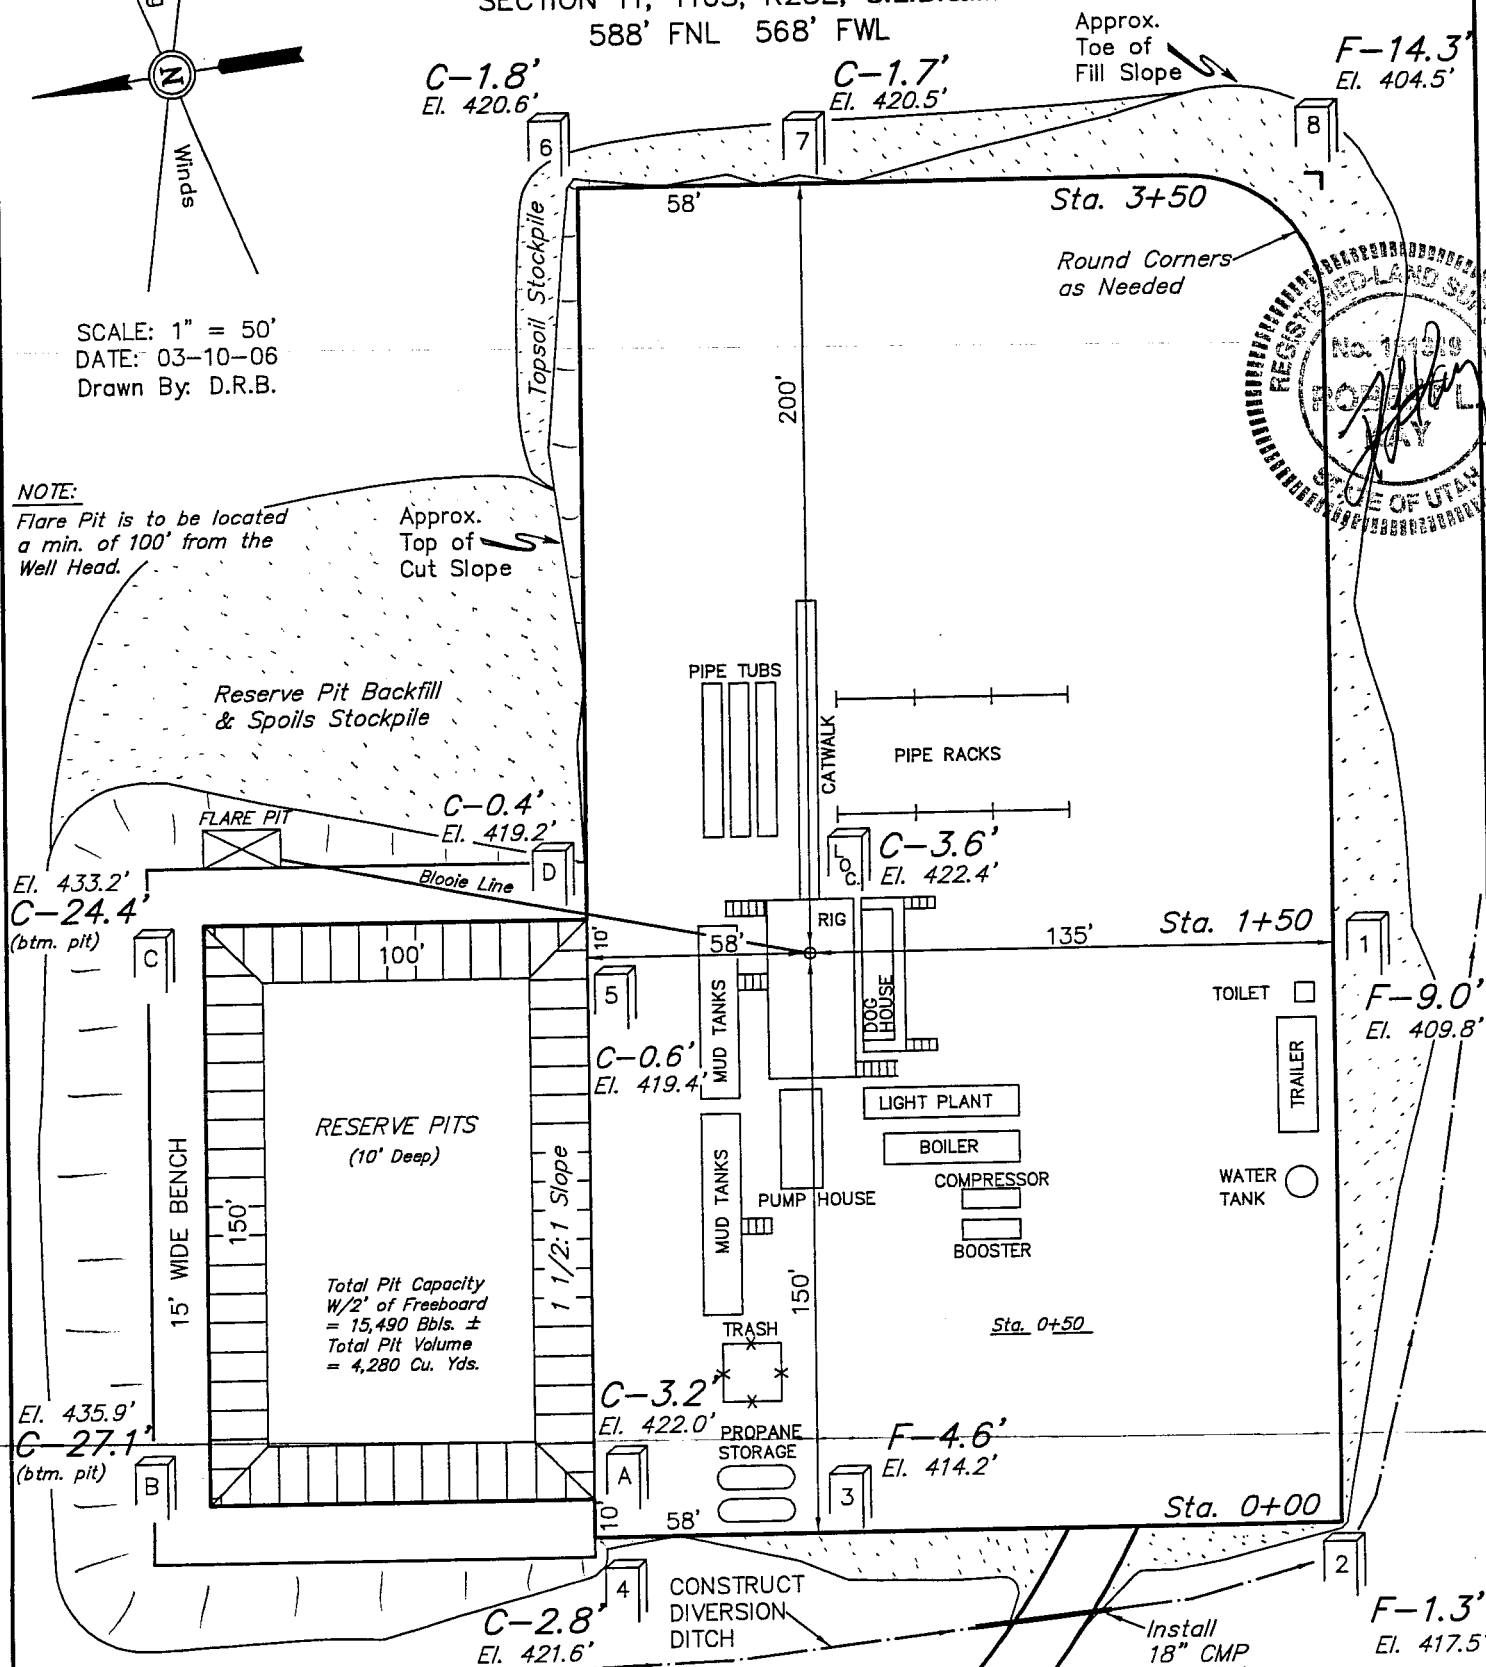 588' FNL 568' FWL
Approx.
Toe of
Fill Slope
F-14.3'
El. 404.5'
C-1.8'
El. 420.6'
C-1.7'
El. 420.5'
N
Winds
6
7
8
58'
Sta. 3+50
Round Corners
as Needed
Topsoil Stockpile
SCALE: 1" = 50'
DATE: 03-10-06
Drawn By: D.R.B.
200'
REGISTERED LAND
No.
ROBERT L.
KAY
STATE OF UTAH
NOTE:
Flare Pit is to be located
a min. of 100' from the
Well Head.
Approx.
Top of
Cut Slope
Reserve Pit Backfill
& Spoils Stockpile
PIPE TUBS
CATWALK
PIPE RACKS
FLARE PIT
C-0.4'
El. 419.2'
D
Blooie Line
LOC.
C-3.6'
El. 422.4'
El. 433.2'
C-24.4'
(btm. pit)
C
100'
10'
58'
RIG
135'
Sta. 1+50
1
5
MUD TANKS
DOG HOUSE
TOILET
F-9.0'
El. 409.8'
C-0.6'
El. 419.4'
TRAILER
LIGHT PLANT
BOILER
COMPRESSOR
BOOSTER
PUMP HOUSE
WATER
TANK
RESERVE PITS
(10' Deep)
15' WIDE BENCH
150'
1 1/2:1 Slope
MUD TANKS
150'
Total Pit Capacity
W/2' of Freeboard
= 15,490 Bbls. ±
Total Pit Volume
= 4,280 Cu. Yds.
TRASH
Sta. 0+50
El. 435.9'
C-27.1'
(btm. pit)
B
C-3.2'
El. 422.0'
A
PROPANE
STORAGE
F-4.6'
El. 414.2'
3
10'
58'
Sta. 0+00
2
4
C-2.8'
El. 421.6'
CONSTRUCT
DIVERSION
DITCH
Install
18" CMP
F-1.3'
El. 417.5'